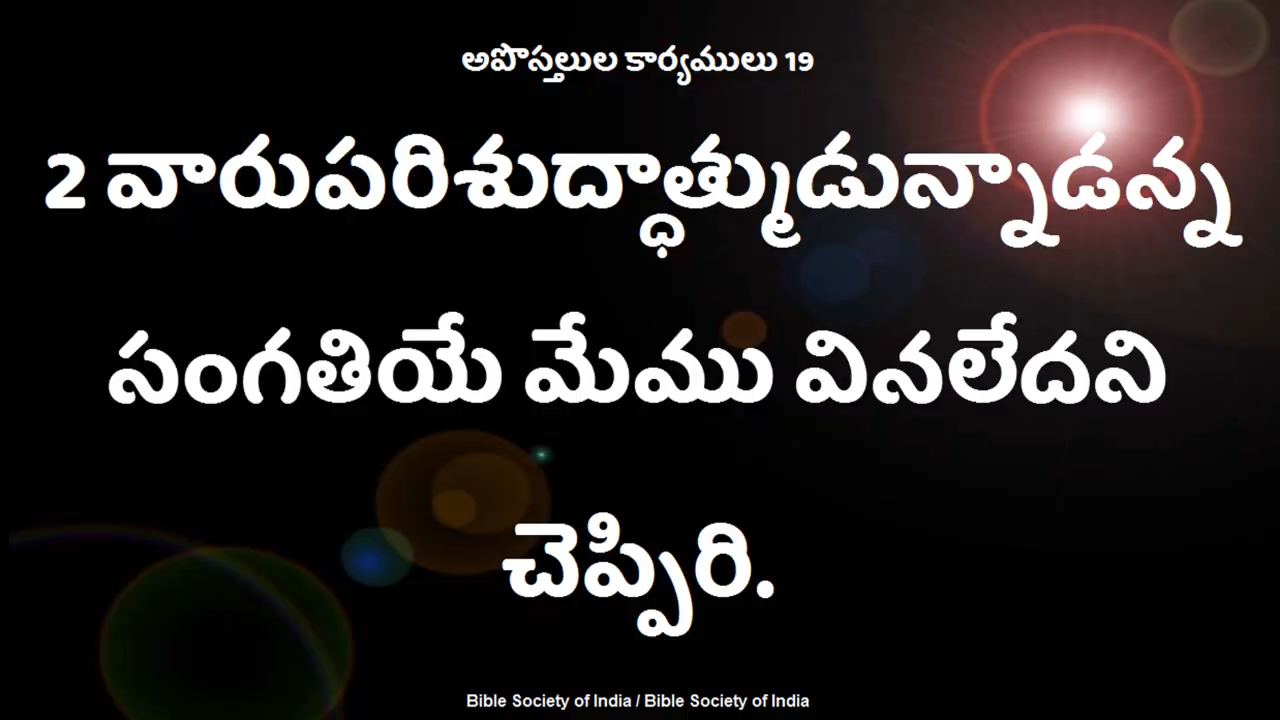 అపొస్తలుల కార్యములు 19
2 వారుపరిశుద్ధాత్ముడున్నాడన్న
సంగతియే మేము వినలేదని
చెప్పిరి.
Bible Society of India / Bible Society of India